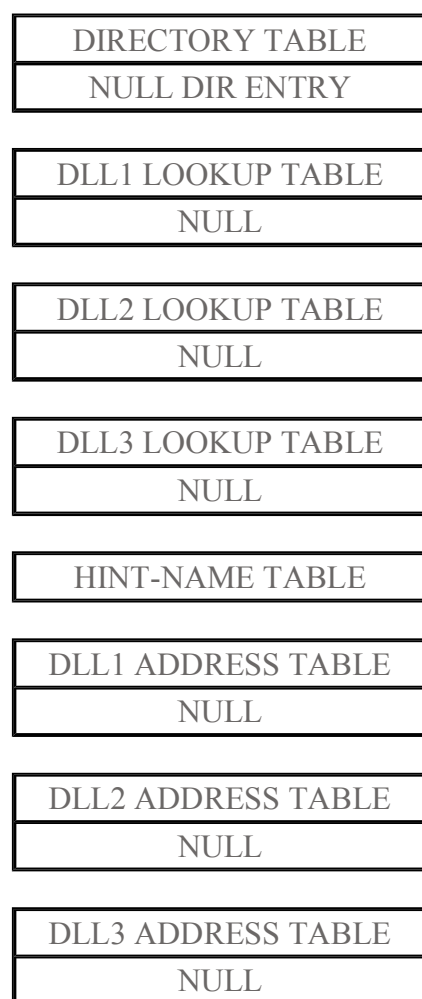 DIRECTORY TABLE
NULL DIR ENTRY
DLL1 LOOKUP TABLE
NULL
DLL2 LOOKUP TABLE
NULL
DLL3 LOOKUP TABLE
NULL
HINT-NAME TABLE
DLL1 ADDRESS TABLE
NULL
DLL2 ADDRESS TABLE
NULL
DLL3 ADDRESS TABLE
NULL